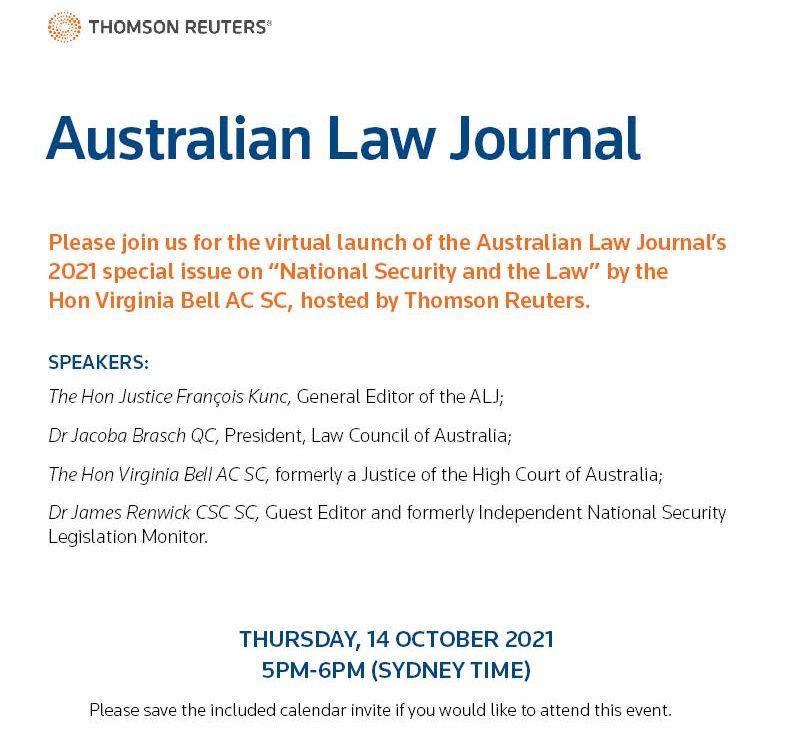 THOMSON REUTERS®
Australian Law Journal
Please join us for the virtual launch of the Australian Law Journal’s
2021 special issue on “National Security and the Law” by the
Hon Virginia Bell AC SC, hosted by Thomson Reuters.
SPEAKERS:
The Hon Justice François Kunc, General Editor of the ALJ;
Dr Jacoba Brasch QC, President, Law Council of Australia;
The Hon Virginia Bell AC SC, formerly a Justice of the High Court of Australia;
Dr James Renwick CSC SC, Guest Editor and formerly Independent National Security
Legislation Monitor.
THURSDAY, 14 OCTOBER 2021
5PM-6PM (SYDNEY TIME)
Please save the included calendar invite if you would like to attend this event.